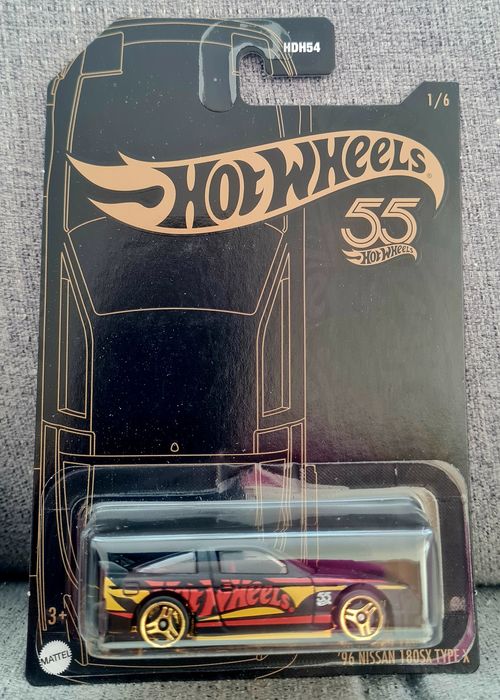 HDH54
1/6
HOT WHEELS®
55
HOT WHEELS
HOT WHEELS
55
3+
MATTEL
'96 NISSAN 180SX TYPE X